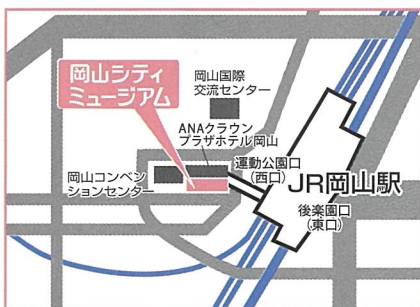 岡山シティ
ミュージアム
岡山国際
交流センター
ANAクラウン
プラザホテル岡山
岡山コンベン
ションセンター
運動公園口
(西口)
JR岡山駅
後楽園口
(東口)